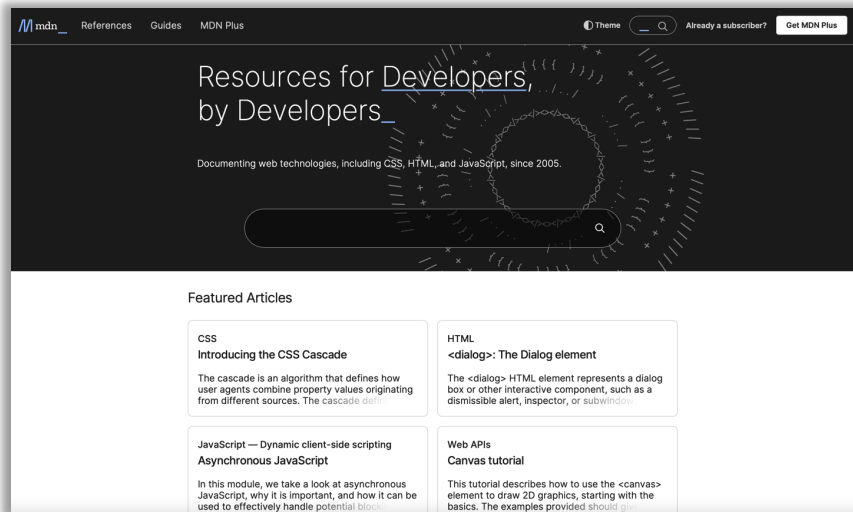 mdn_
References
Guides
MDN Plus
Theme
Already a subscriber?
Get MDN Plus
Resources for Developers,
by Developers_
Documenting web technologies, including CSS, HTML, and JavaScript, since 2005.
Featured Articles
CSS
Introducing the CSS Cascade
The cascade is an algorithm that defines how
user agents combine property values originating
from different sources. The cascade
HTML
<dialog>: The Dialog element
The <dialog> HTML element represents a dialog
box or other interactive component, such as a
dismissible alert, inspector, or subwindow
JavaScript — Dynamic client-side scripting
Asynchronous JavaScript
In this module, we take a look at asynchronous
JavaScript, why it is important, and how it can be
used to effectively handle potential
Web APIs
Canvas tutorial
This tutorial describes how to use the <canvas>
element to draw 2D graphics, starting with the
basics. The examples provided should